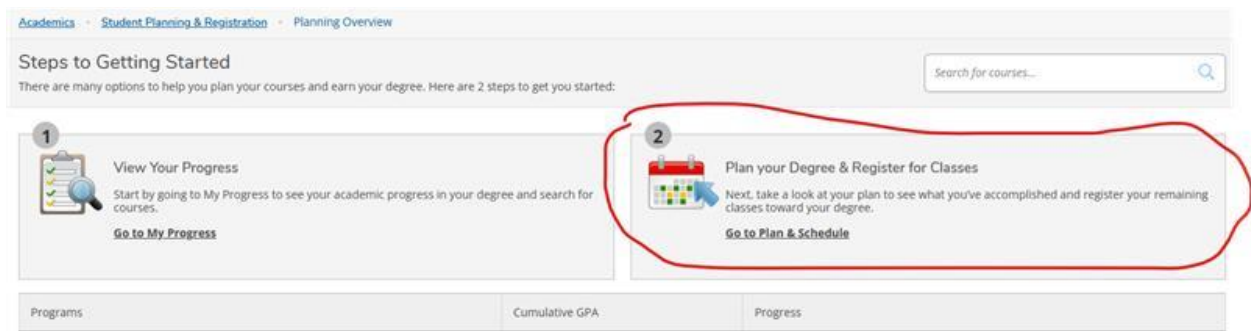 Academics · Student Planning & Registration · Planning Overview
Steps to Getting Started
There are many options to help you plan your courses and earn your degree. Here are 2 steps to get you started:
Search for courses...
1
View Your Progress
Start by going to My Progress to see your academic progress in your degree and search for
courses.
Go to My Progress
2
Plan your Degree & Register for Classes
Next, take a look at your plan to see what you've accomplished and register your remaining
classes toward your degree.
Go to Plan & Schedule
Programs Cumulative GPA Progress